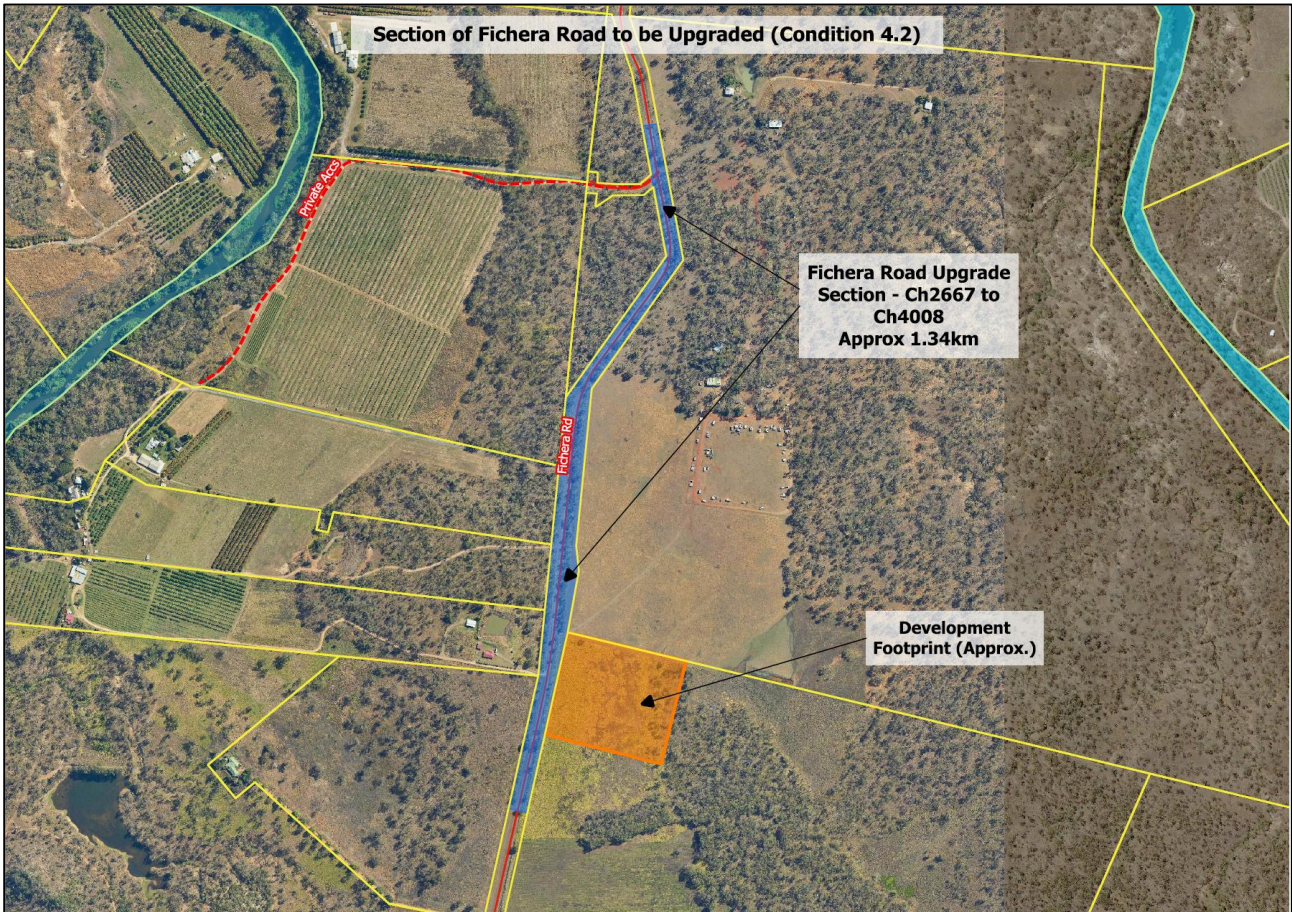 Section of Fichera Road to be Upgraded (Condition 4.2)
Private Accs
Fichera Road Upgrade
Section - Ch2667 to
Ch4008
Approx 1.34km
Fichera Rd
Development
Footprint (Approx.)